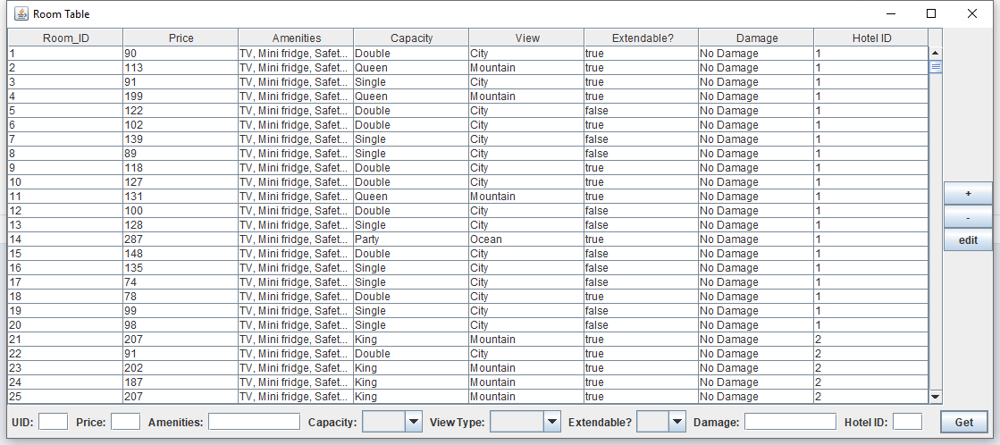 Room Table
Room_ID Price Amenities Capacity View Extendable? Damage Hotel ID
1 90 TV, Mini fridge, Safet... Double City true No Damage 1
2 113 TV, Mini fridge, Safet... Queen Mountain true No Damage 1
3 91 TV, Mini fridge, Safet... Single City true No Damage 1
4 199 TV, Mini fridge, Safet... Queen Mountain true No Damage 1
5 122 TV, Mini fridge, Safet... Double City false No Damage 1
6 102 TV, Mini fridge, Safet... Double City true No Damage 1
7 139 TV, Mini fridge, Safet... Single City false No Damage 1
8 89 TV, Mini fridge, Safet... Single City false No Damage 1
9 118 TV, Mini fridge, Safet... Double City true No Damage 1
10 127 TV, Mini fridge, Safet... Double City true No Damage 1
11 131 TV, Mini fridge, Safet... Queen Mountain true No Damage 1
12 100 TV, Mini fridge, Safet... Double City false No Damage 1
13 128 TV, Mini fridge, Safet... Single City false No Damage 1
14 287 TV, Mini fridge, Safet... Party Ocean true No Damage 1
15 148 TV, Mini fridge, Safet... Double City false No Damage 1
16 135 TV, Mini fridge, Safet... Single City false No Damage 1
17 74 TV, Mini fridge, Safet... Single City false No Damage 1
18 78 TV, Mini fridge, Safet... Double City true No Damage 1
19 99 TV, Mini fridge, Safet... Single City false No Damage 1
20 98 TV, Mini fridge, Safet... Single City false No Damage 1
21 207 TV, Mini fridge, Safet... King Mountain true No Damage 2
22 91 TV, Mini fridge, Safet... Double City true No Damage 2
23 202 TV, Mini fridge, Safet... King Mountain true No Damage 2
24 187 TV, Mini fridge, Safet... King Mountain true No Damage 2
25 207 TV, Mini fridge, Safet... King Mountain true No Damage 2
+
-
edit
UID: Price: Amenities: Capacity: View Type: Extendable? Damage: Hotel ID: Get